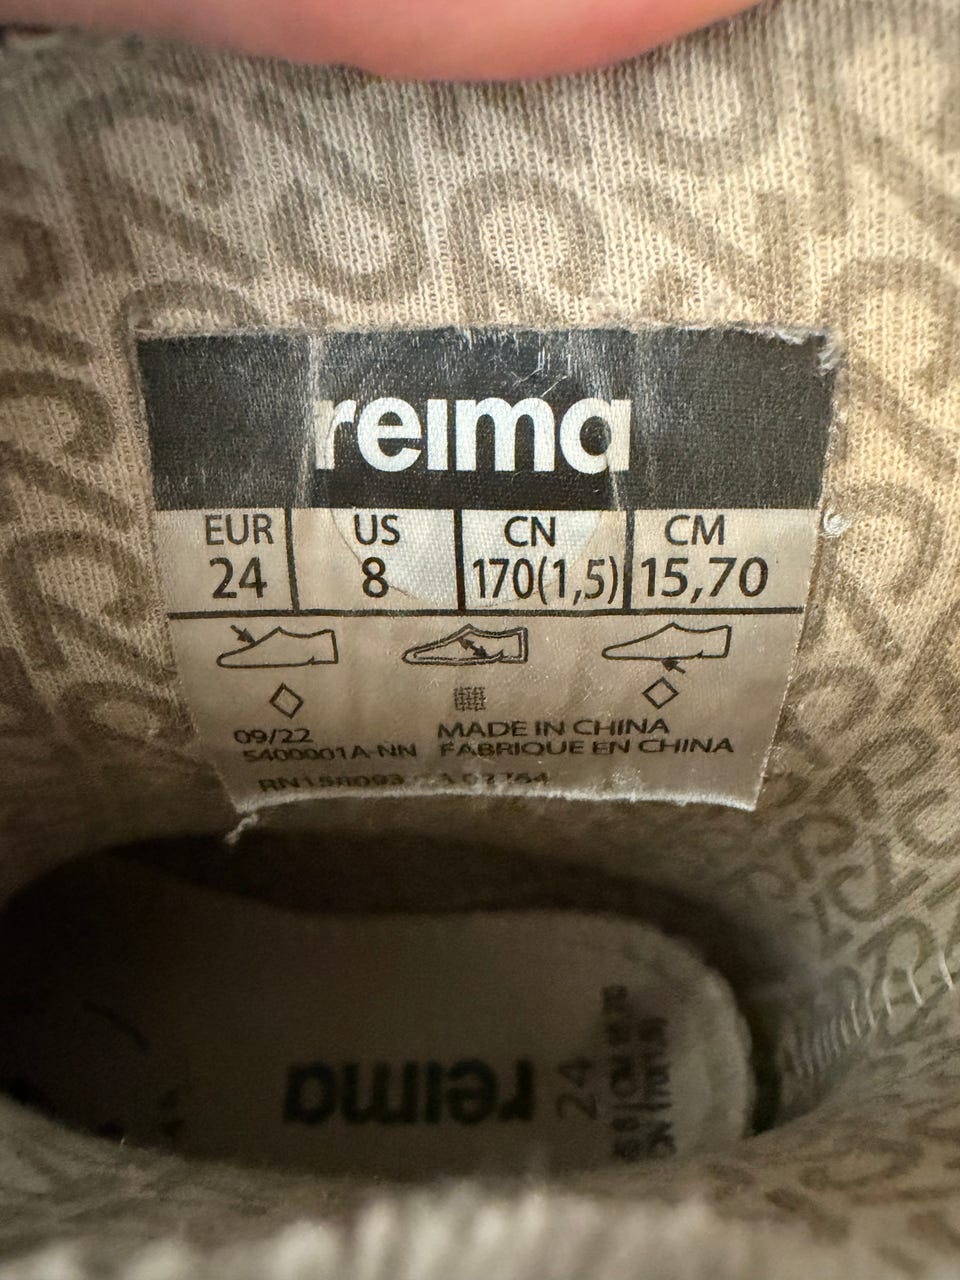 reima
EUR US CN CM
24 8 170(1,5) 15,70
09/22 MADE IN CHINA
5400001A-NN FABRIQUE EN CHINA
reima
24